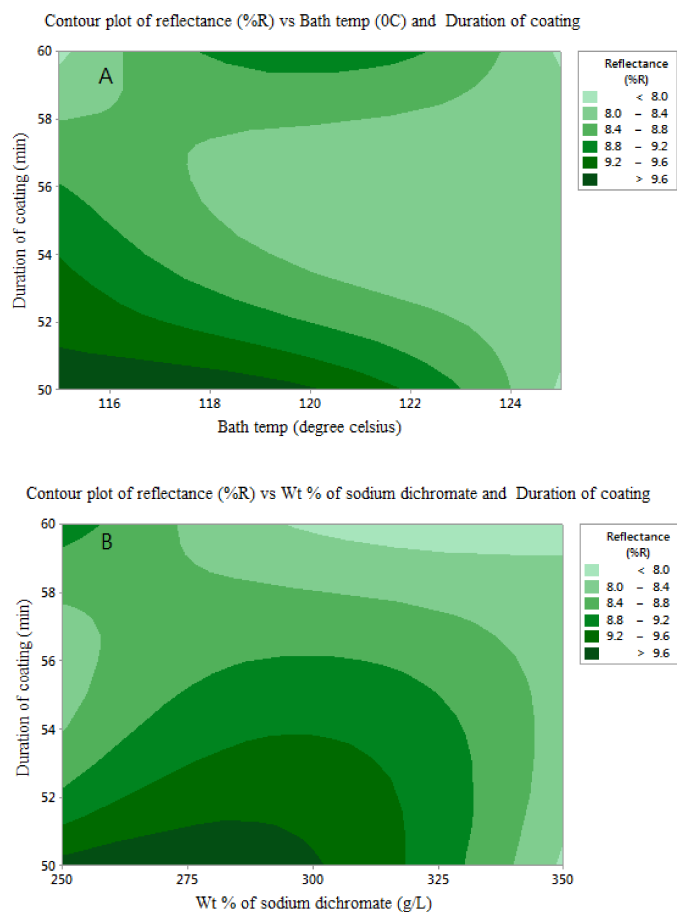 Contour plot of reflectance (%R) vs Bath temp (0C) and Duration of coating
A
Reflectance
(%R)
< 8.0
8.0 – 8.4
8.4 – 8.8
8.8 – 9.2
9.2 – 9.6
> 9.6
Duration of coating (min)
60
58
56
54
52
50
116 118 120 122 124
Bath temp (degree celsius)
Contour plot of reflectance (%R) vs Wt % of sodium dichromate and Duration of coating
B
Reflectance
(%R)
< 8.0
8.0 – 8.4
8.4 – 8.8
8.8 – 9.2
9.2 – 9.6
> 9.6
Duration of coating (min)
60
58
56
54
52
50
250 275 300 325 350
Wt % of sodium dichromate (g/L)